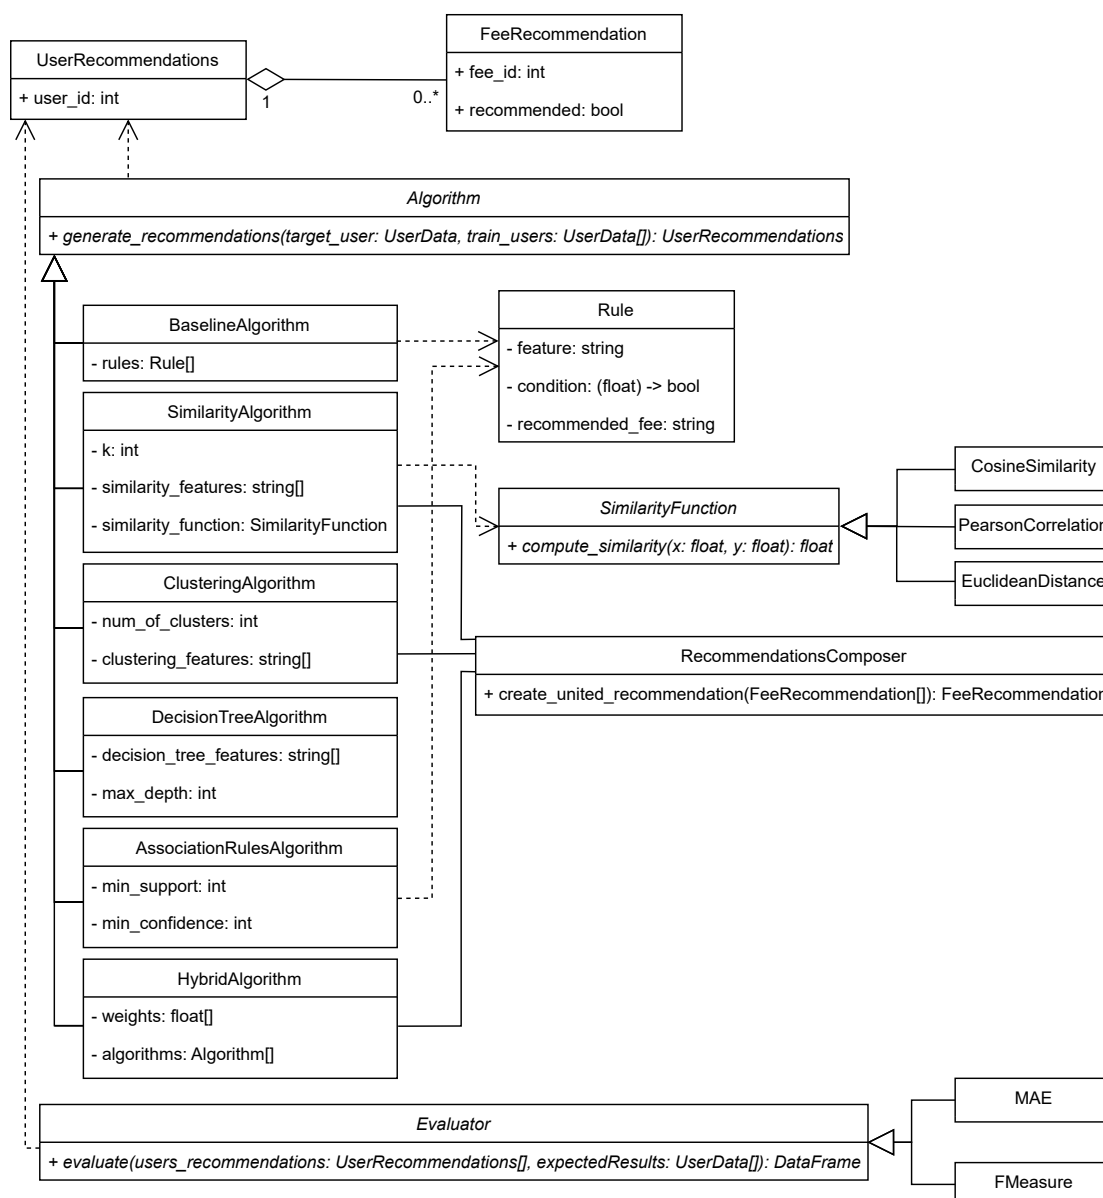 UserRecommendations
+ user_id: int
1
0..*
FeeRecommendation
+ fee_id: int
+ recommended: bool
Algorithm
+ generate_recommendations(target_user: UserData, train_users: UserData[]): UserRecommendations
BaselineAlgorithm
- rules: Rule[]
Rule
- feature: string
- condition: (float) -> bool
- recommended_fee: string
SimilarityAlgorithm
- k: int
- similarity_features: string[]
- similarity_function: SimilarityFunction
SimilarityFunction
+ compute_similarity(x: float, y: float): float
CosineSimilarity
PearsonCorrelation
EuclideanDistance
ClusteringAlgorithm
- num_of_clusters: int
- clustering_features: string[]
RecommendationsComposer
+ create_united_recommendation(FeeRecommendation[]): FeeRecommendation
DecisionTreeAlgorithm
- decision_tree_features: string[]
- max_depth: int
AssociationRulesAlgorithm
- min_support: int
- min_confidence: int
HybridAlgorithm
- weights: float[]
- algorithms: Algorithm[]
Evaluator
+ evaluate(users_recommendations: UserRecommendations[], expectedResults: UserData[]): DataFrame
MAE
FMeasure